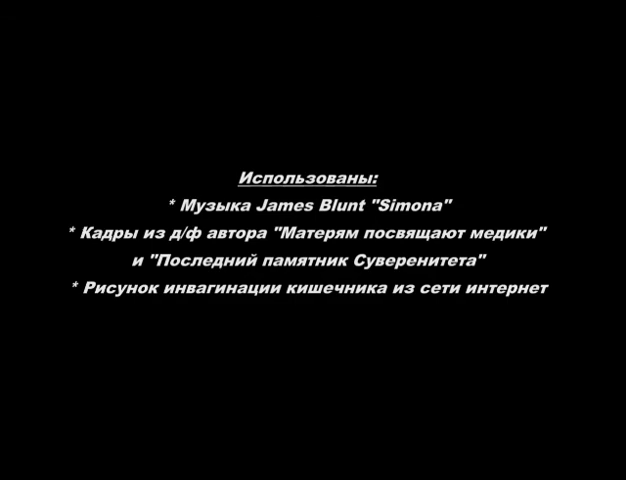 Использованы:
* Музыка James Blunt "Simona"
* Кадры из д/ф автора "Матерям посвящают медики"
и "Последний памятник Суверенитета"
* Рисунок инвагинации кишечника из сети интернет